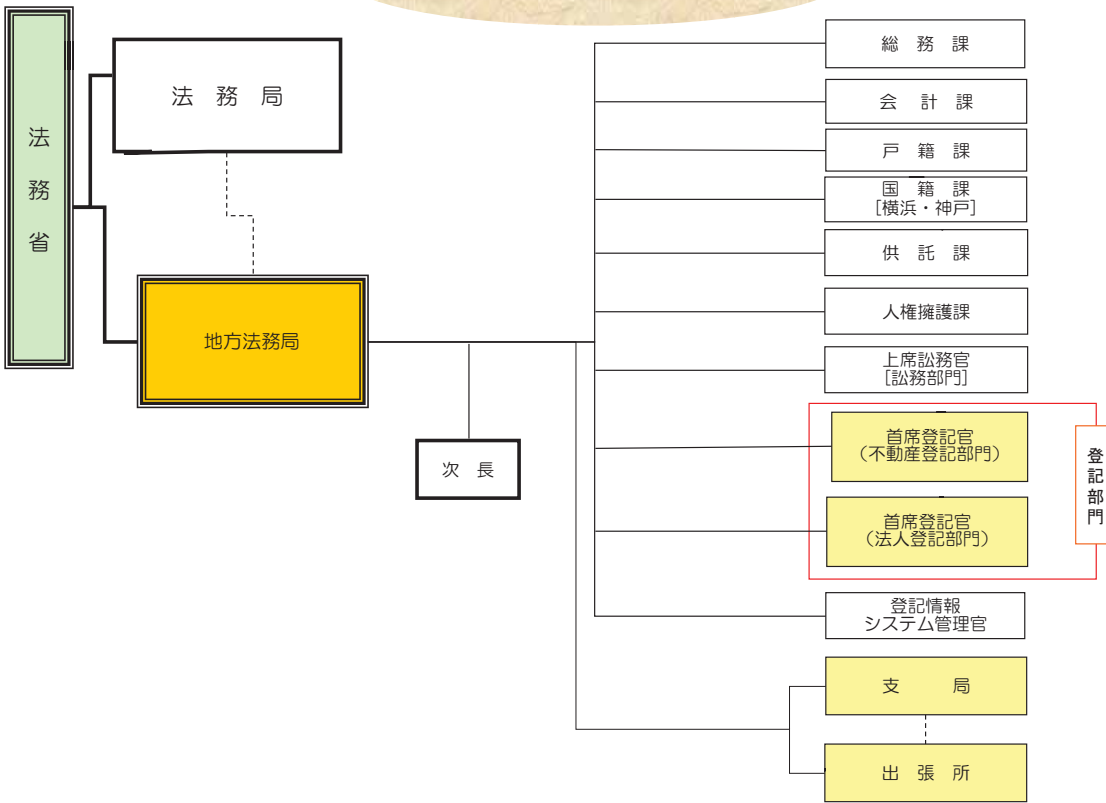 法務省
法務局
地方法務局
次長
総務課
会計課
戸籍課
国籍課
[横浜・神戸]
供託課
人権擁護課
上席訟務官
[訟務部門]
首席登記官
（不動産登記部門）
首席登記官
（法人登記部門）
登記部門
登記情報
システム管理官
支局
出張所